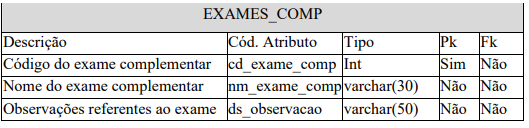 EXAMES_COMP
Descrição Cód. Atributo Tipo Pk Fk
Código do exame complementar cd_exame_comp Int Sim Não
Nome do exame complementar nm_exame_comp varchar(30) Não Não
Observações referentes ao exame ds_observacao varchar(50) Não Não